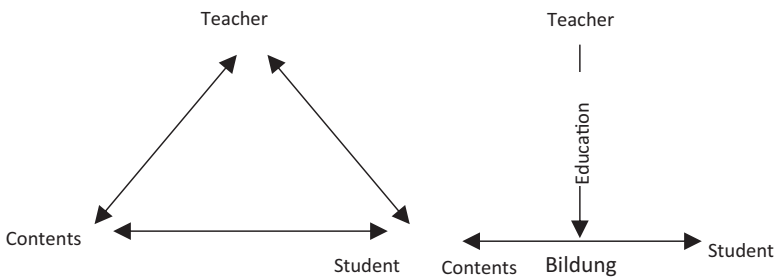 Teacher
Contents
Student
Teacher
Education
Contents
Bildung
Student